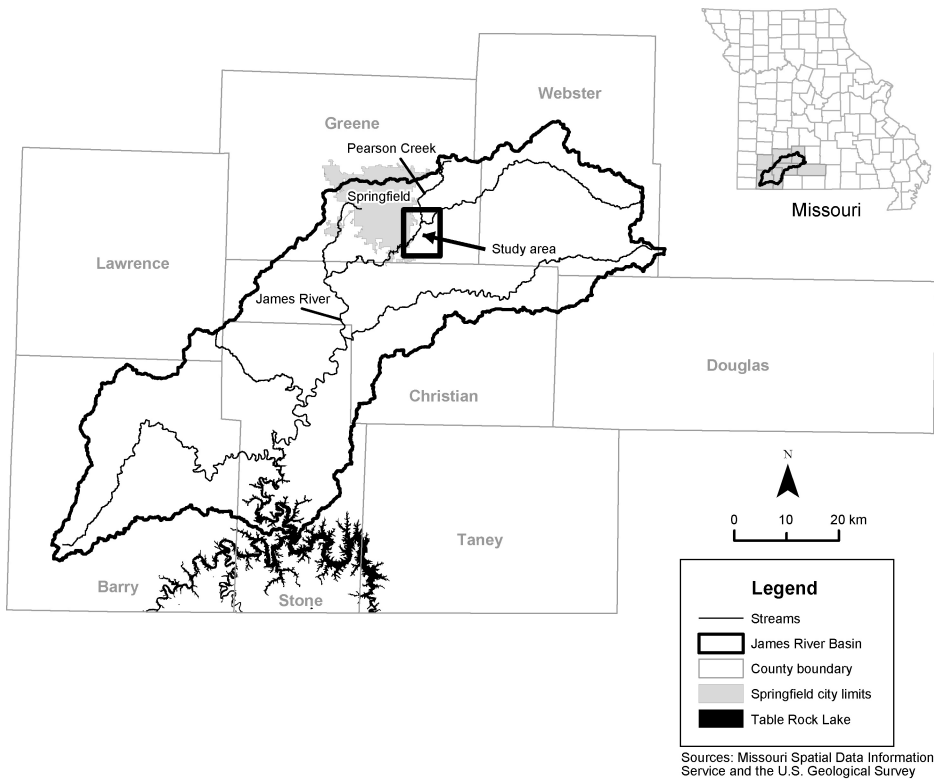 Webster
Greene
Pearson Creek
Springfield
Missouri
Study area
Lawrence
James River
Douglas
Christian
N
0 10 20 km
Taney
Barry
Stone
Legend
Streams
James River Basin
County boundary
Springfield city limits
Table Rock Lake
Sources: Missouri Spatial Data Information
Service and the U.S. Geological Survey